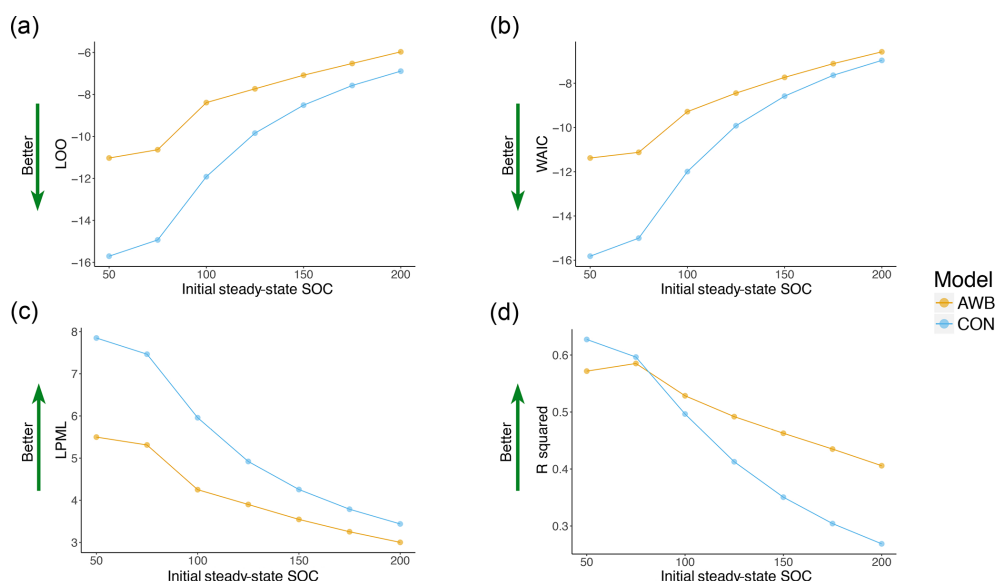 (a)
-6
-8
-10
-12
-14
-16
LOO
Better
50
100
150
200
Initial steady-state SOC
(b)
-8
-10
-12
-14
-16
WAIC
Better
50
100
150
200
Initial steady-state SOC
(c)
8
7
6
5
4
3
LPML
Better
50
100
150
200
Initial steady-state SOC
(d)
0.6
0.5
0.4
0.3
R squared
Better
50
100
150
200
Initial steady-state SOC
Model
AWB
CON